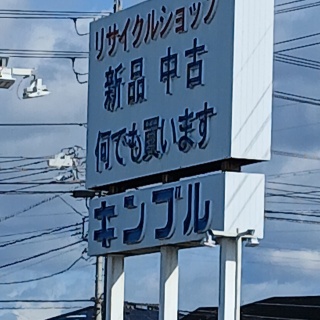 リサイクルショップ
新品 中古
何でも買います
キンブル